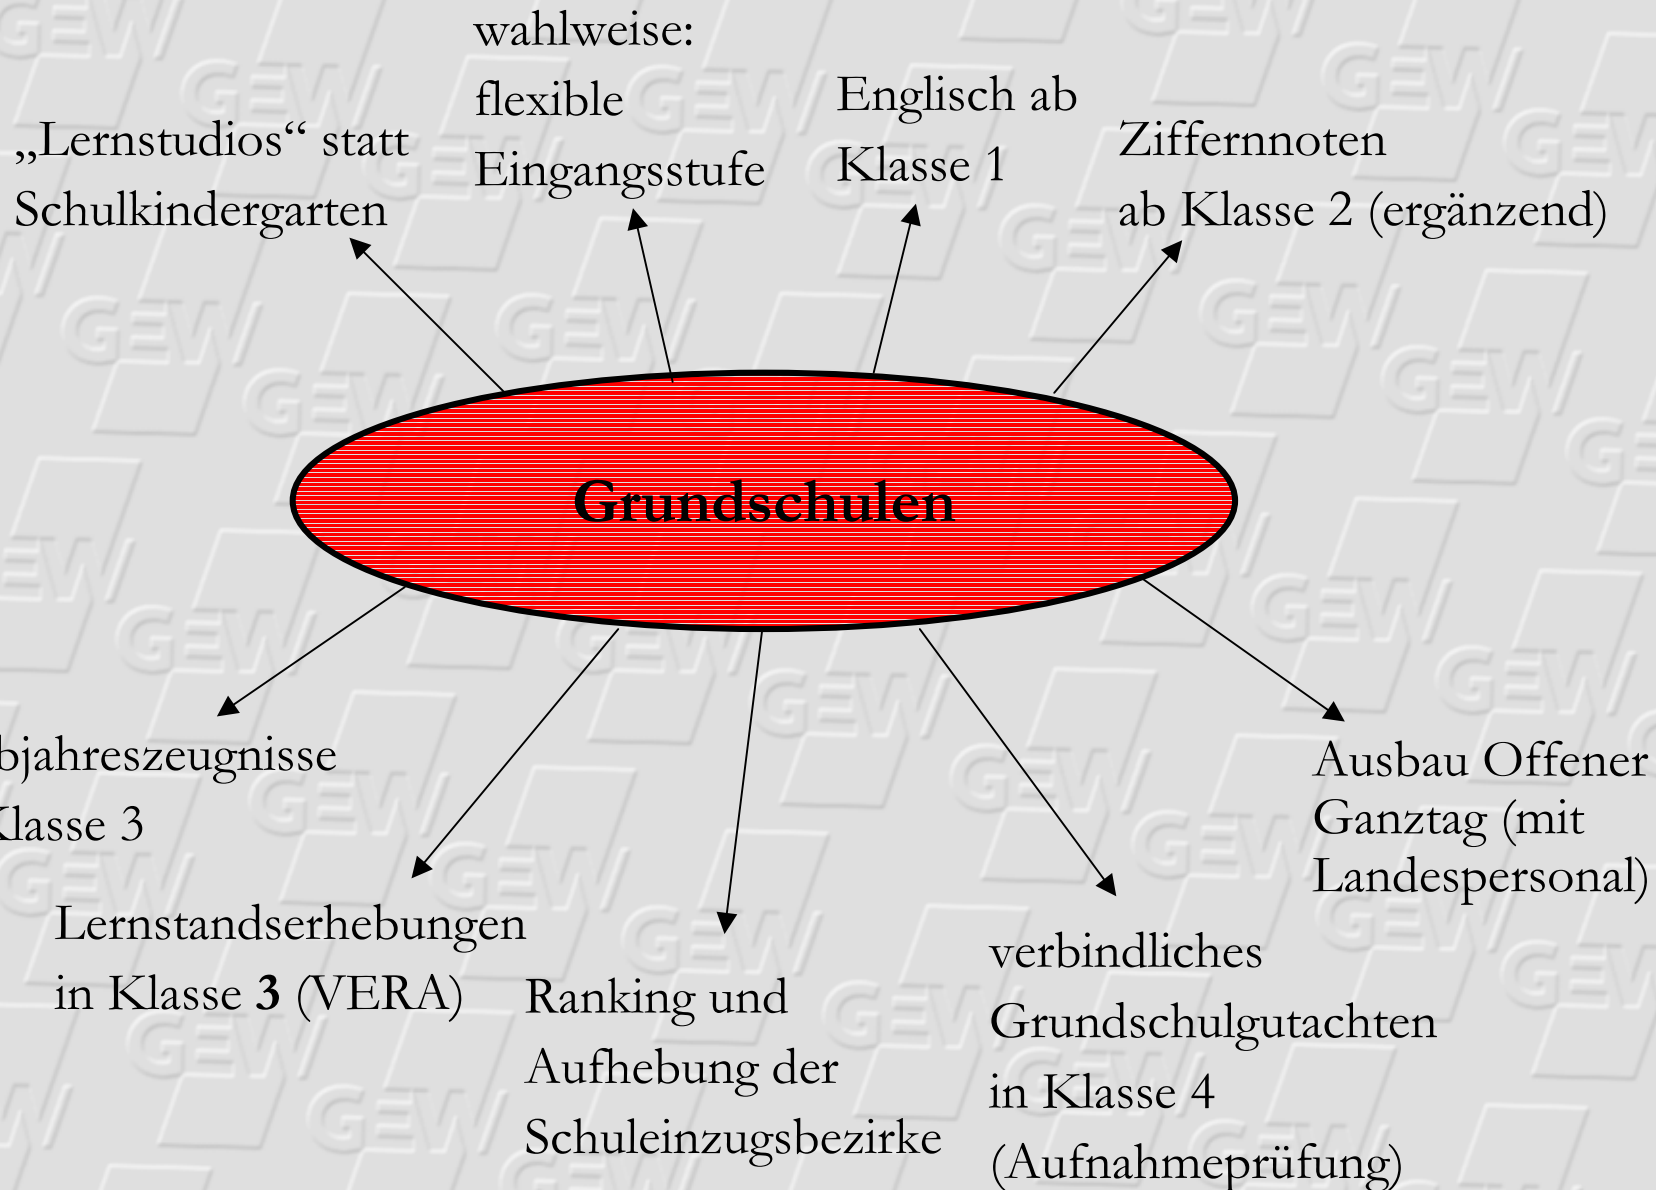 wahlweise:
flexible
Eingangsstufe
„Lernstudios“ statt
Schulkindergarten
Englisch ab
Klasse 1
Ziffernnoten
ab Klasse 2 (ergänzend)
Grundschulen
bjahreszeugnisse
Klasse 3
Lernstandserhebungen
in Klasse 3 (VERA)
Ranking und
Aufhebung der
Schuleinzugsbezirke
verbindliches
Grundschulgutachten
in Klasse 4
(Aufnahmeprüfung)
Ausbau Offener
Ganztag (mit
Landespersonal)
GEW